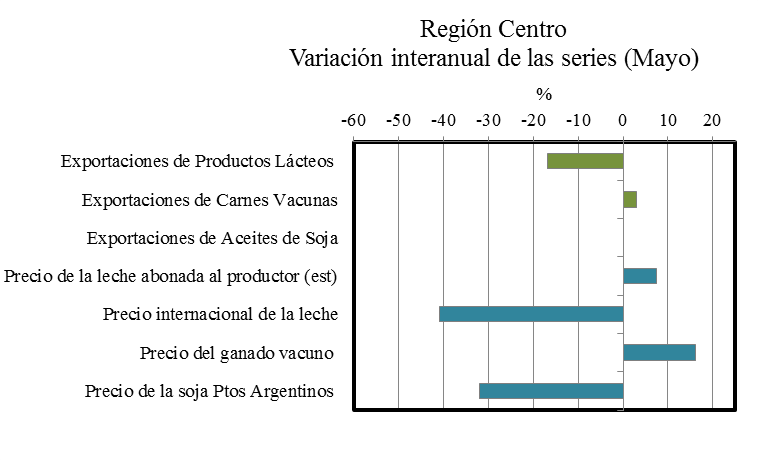 Región Centro
Variación interanual de las series (Mayo)
%
-60 -50 -40 -30 -20 -10 0 10 20
Exportaciones de Productos Lácteos
Exportaciones de Carnes Vacunas
Exportaciones de Aceites de Soja
Precio de la leche abonada al productor (est)
Precio internacional de la leche
Precio del ganado vacuno
Precio de la soja Ptos Argentinos